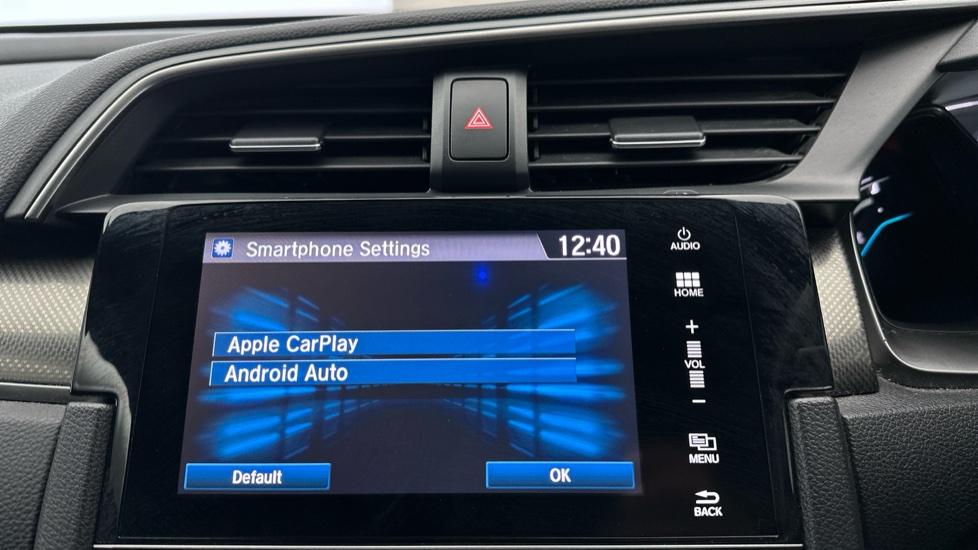 Smartphone Settings 12:40
AUDIO
HOME
+
Apple CarPlay
VOL
Android Auto
-
MENU
Default OK
BACK